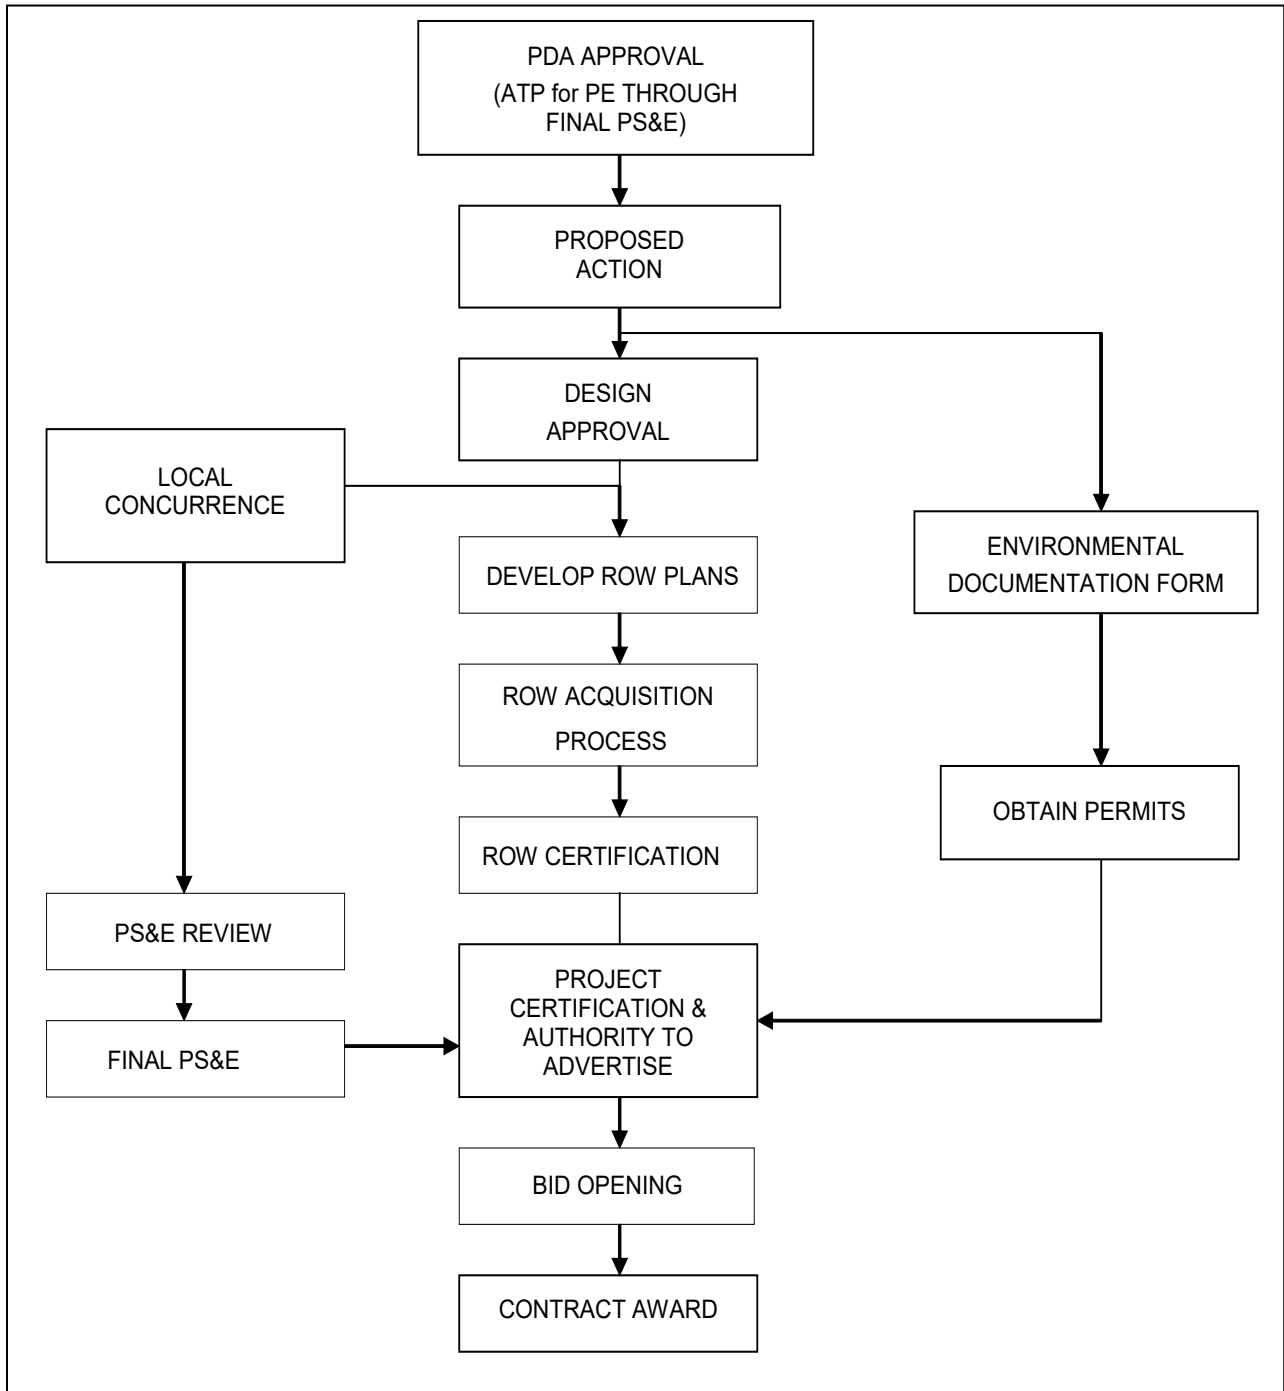 PDA APPROVAL
(ATP for PE THROUGH
FINAL PS&E)
PROPOSED
ACTION
DESIGN
APPROVAL
LOCAL
CONCURRENCE
DEVELOP ROW PLANS
ENVIRONMENTAL
DOCUMENTATION FORM
ROW ACQUISITION
PROCESS
OBTAIN PERMITS
ROW CERTIFICATION
PS&E REVIEW
PROJECT
CERTIFICATION &
AUTHORITY TO
ADVERTISE
FINAL PS&E
BID OPENING
CONTRACT AWARD